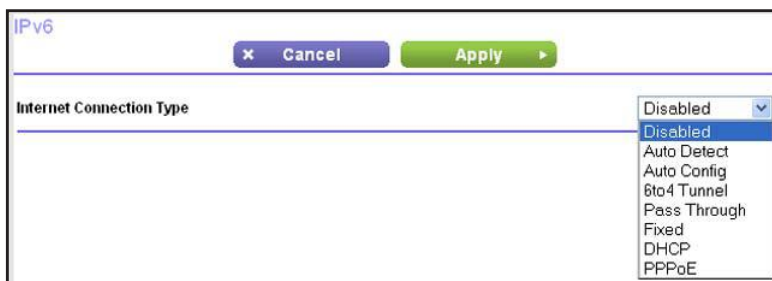 IPv6
Cancel Apply
Internet Connection Type Disabled
Disabled
Auto Detect
Auto Config
6to4 Tunnel
Pass Through
Fixed
DHCP
PPPoE